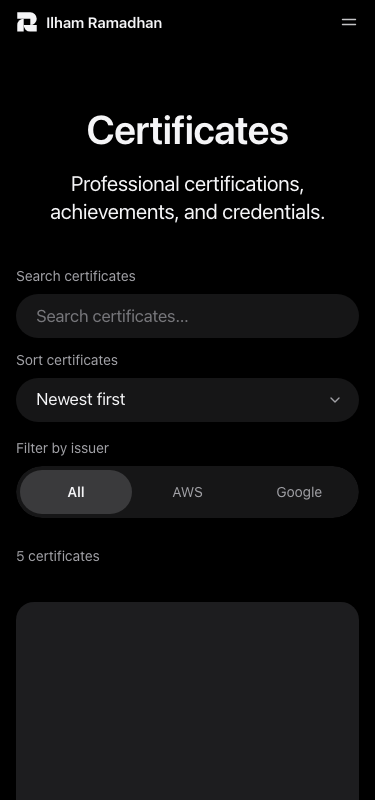 Ilham Ramadhan
Certificates
Professional certifications,
achievements, and credentials.
Search certificates
Search certificates...
Sort certificates
Newest first
Filter by issuer
All AWS Google
5 certificates